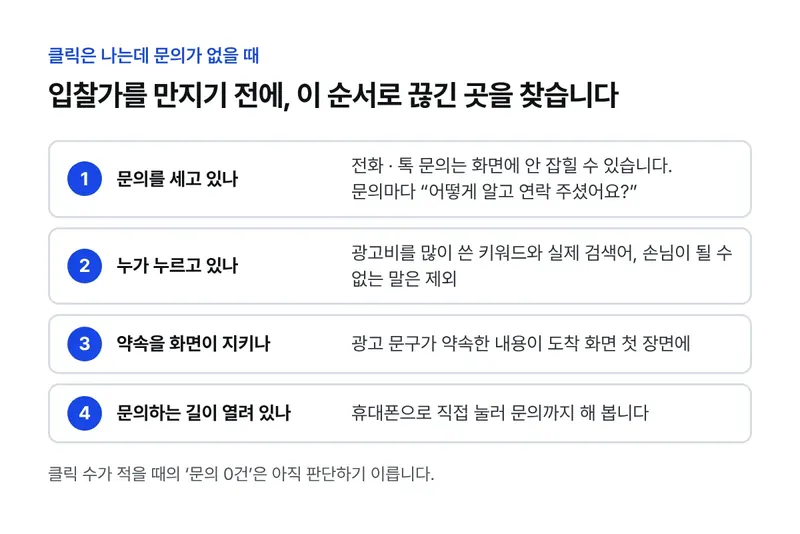 클릭은 나는데 문의가 없을 때
입찰가를 만지기 전에, 이 순서로 끊긴 곳을 찾습니다
1 문의를 세고 있나
전화 · 톡 문의는 화면에 안 잡힐 수 있습니다.
문의마다 “어떻게 알고 연락 주셨어요?”
2 누가 누르고 있나
광고비를 많이 쓴 키워드와 실제 검색어, 손님이 될 수
없는 말은 제외
3 약속을 화면이 지키나
광고 문구가 약속한 내용이 도착 화면 첫 장면에
4 문의하는 길이 열려 있나
휴대폰으로 직접 눌러 문의까지 해 봅니다
클릭 수가 적을 때의 ‘문의 0건’은 아직 판단하기 이릅니다.